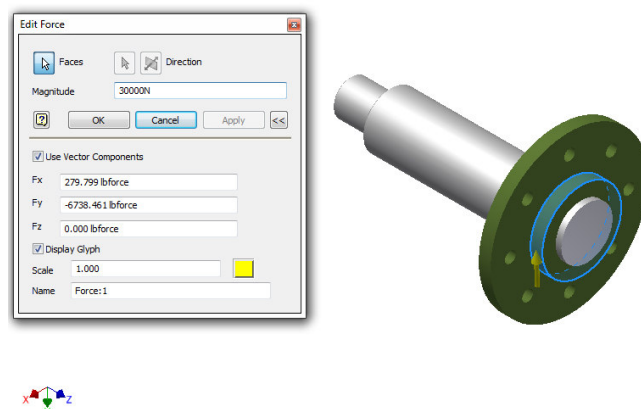 Edit Force
Faces Direction
Magnitude 30000N
? OK Cancel Apply <<
Use Vector Components
Fx 279.799 lbforce
Fy -6738.461 lbforce
Fz 0.000 lbforce
Display Glyph
Scale 1.000
Name Force:1
X Z